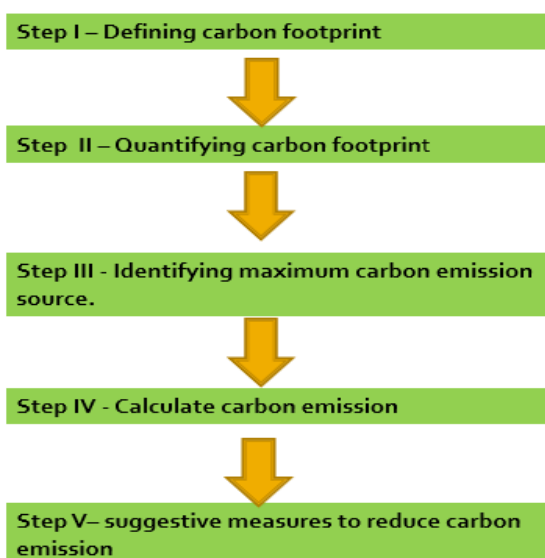 Step I – Defining carbon footprint
Step  II – Quantifying carbon footprint
Step III - Identifying maximum carbon emission
source.
Step IV - Calculate carbon emission
Step V– suggestive measures to reduce carbon
emission